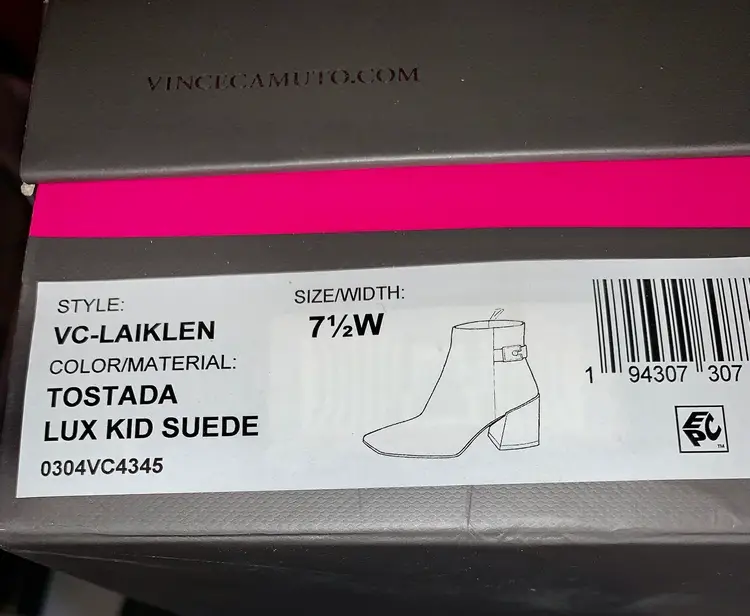 VINCECAMUTO.COM
STYLE:
VC-LAIKLEN
SIZE/WIDTH:
7½W
COLOR/MATERIAL:
TOSTADA
LUX KID SUEDE
0304VC4345
1 94307 307
EPC
TM